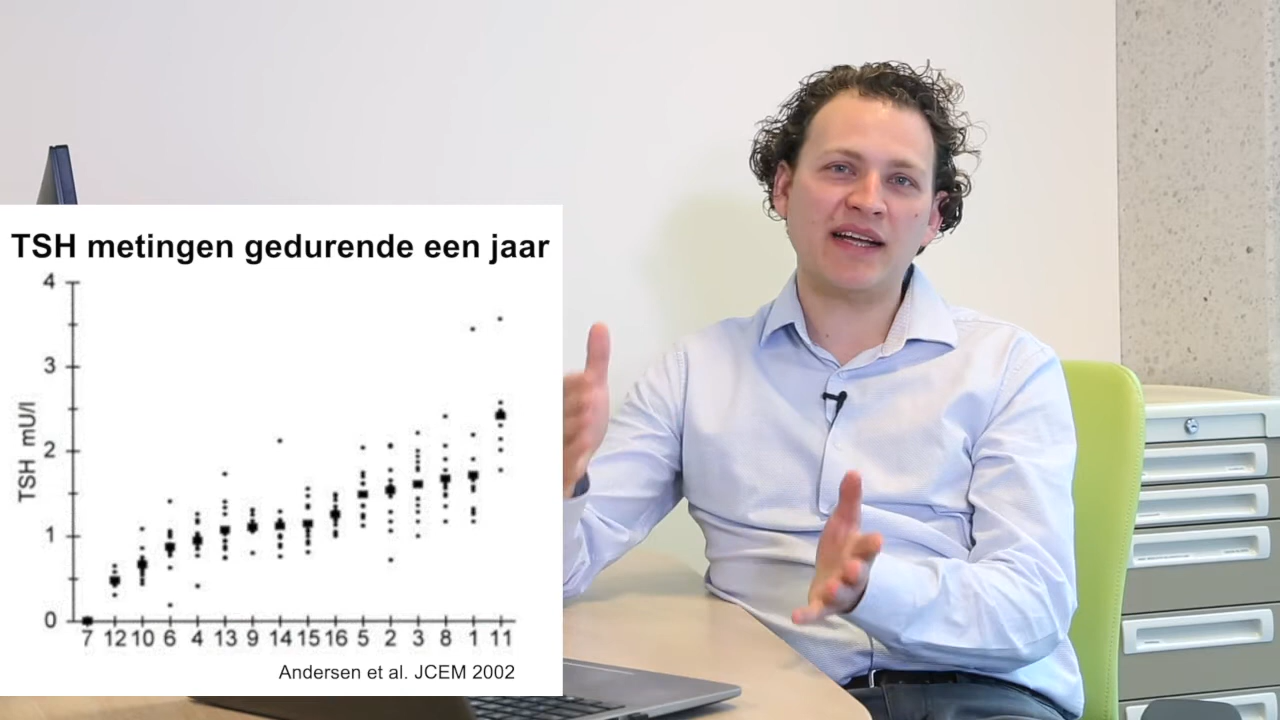 TSH metingen gedurende een jaar
4
3
2
1
0
TSH mU/l
7 12 10 6 4 13 9 14 15 16 5 2 3 8 1 11
Andersen et al. JCEM 2002